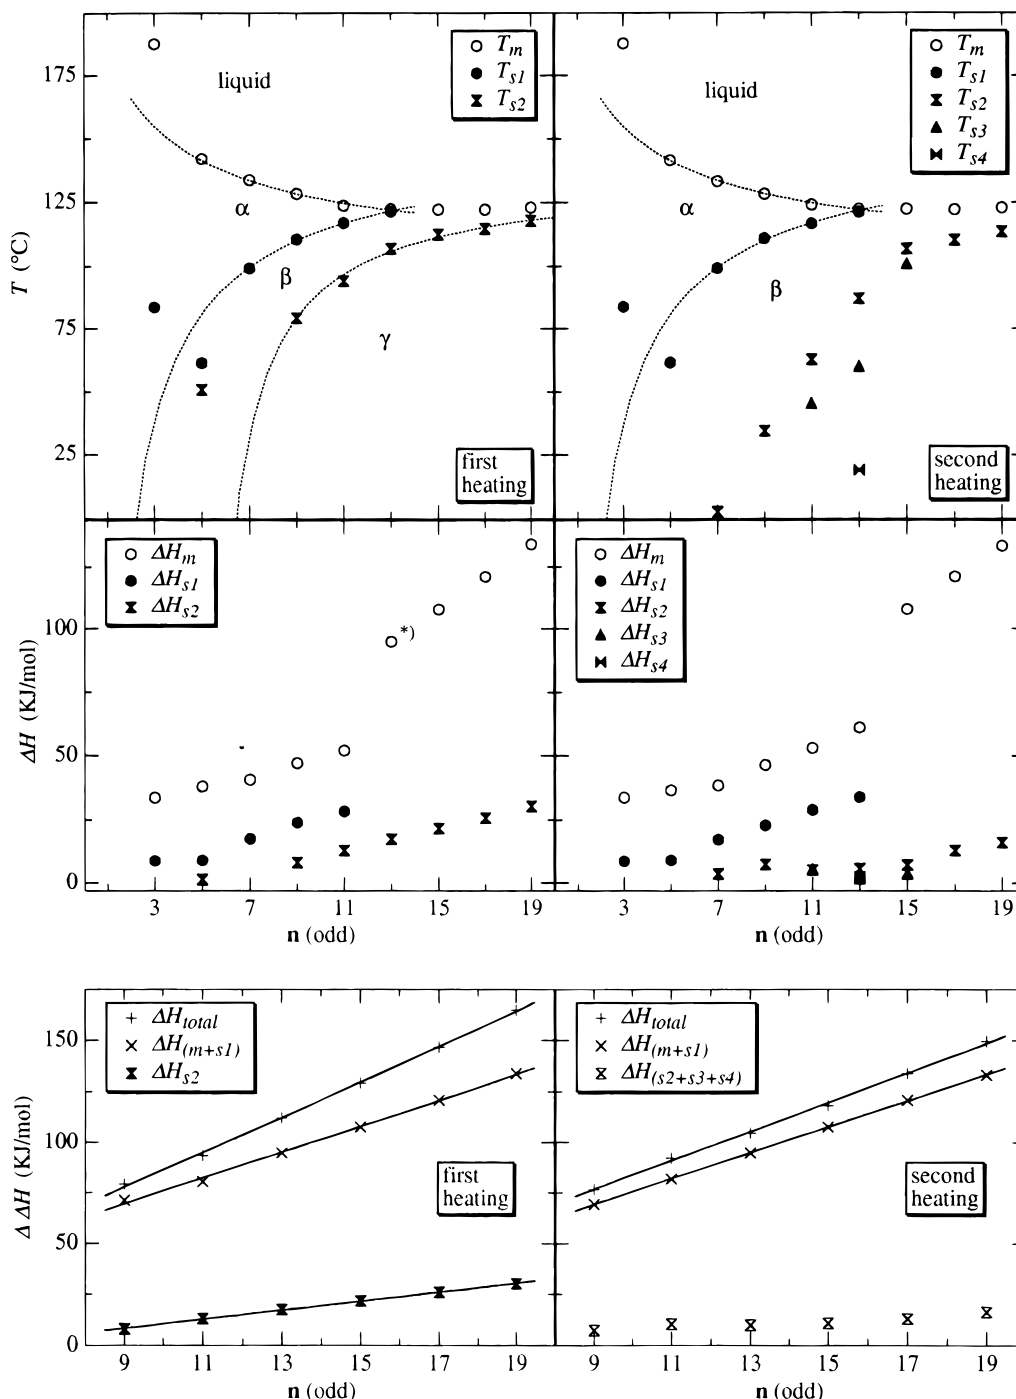 T_m
T_s1
T_s2
liquid
175
125
75
25
T (°C)
α
β
γ
first
heating
T_m
T_s1
T_s2
T_s3
T_s4
liquid
α
β
second
heating
ΔH_m
ΔH_s1
ΔH_s2
*)
100
50
0
ΔH (KJ/mol)
3 7 11 15 19
n (odd)
ΔH_m
ΔH_s1
ΔH_s2
ΔH_s3
ΔH_s4
3 7 11 15 19
n (odd)
ΔH_total
ΔH_(m+s1)
ΔH_s2
150
100
50
0
Δ ΔH (KJ/mol)
first
heating
9 11 13 15 17 19
n (odd)
ΔH_total
ΔH_(m+s1)
ΔH_(s2+s3+s4)
second
heating
9 11 13 15 17 19
n (odd)